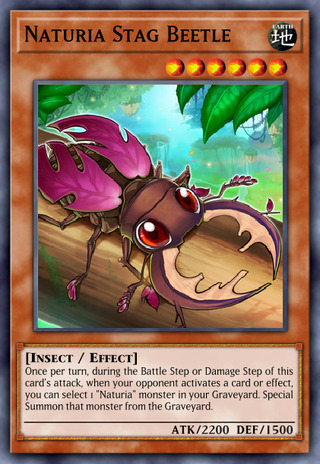 Naturia Stag Beetle
EARTH
地
[Insect / Effect]
Once per turn, during the Battle Step or Damage Step of this
card's attack, when your opponent activates a card or effect,
you can select 1 "Naturia" monster in your Graveyard. Special
Summon that monster from the Graveyard.
ATK/2200 DEF/1500